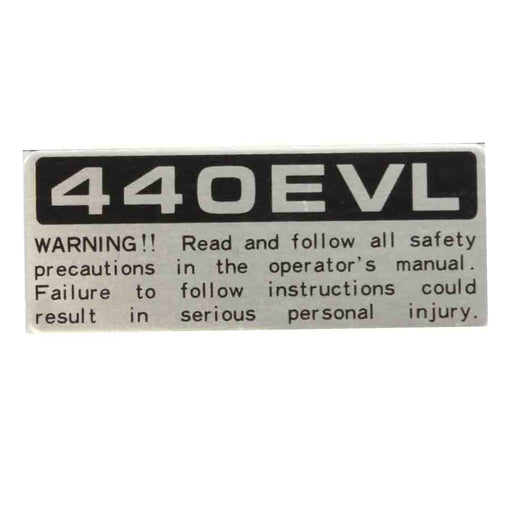 440EVL
WARNING!! Read and follow all safety
precautions in the operator's manual.
Failure to follow instructions could
result in serious personal injury.